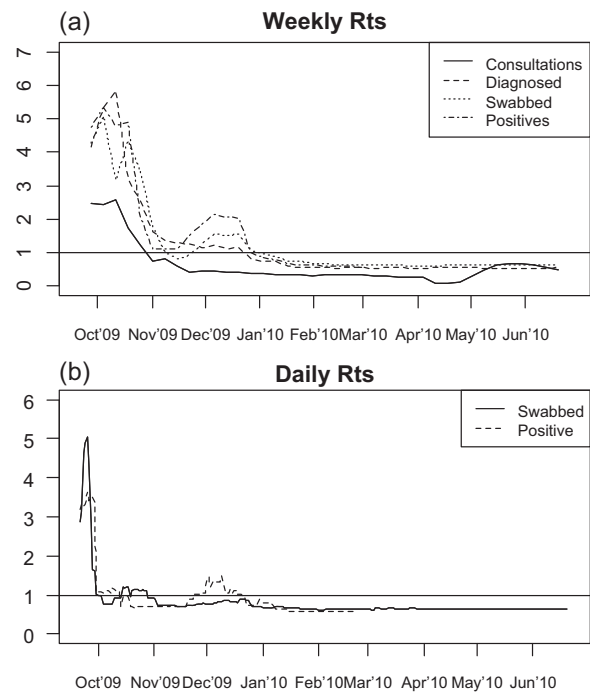 (a)
Weekly Rts
7
6
5
4
3
2
1
0
Consultations
Diagnosed
Swabbed
Positives
Oct'09 Nov'09 Dec'09 Jan'10 Feb'10 Mar'10 Apr'10 May'10 Jun'10
(b)
Daily Rts
6
5
4
3
2
1
0
Swabbed
Positive
Oct'09 Nov'09 Dec'09 Jan'10 Feb'10 Mar'10 Apr'10 May'10 Jun'10